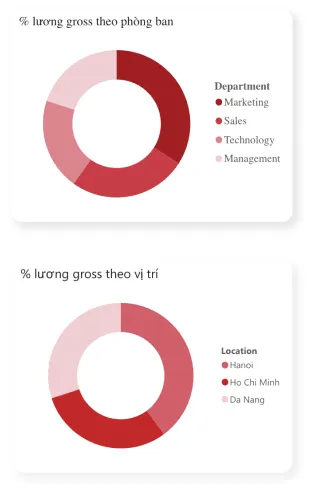 % lương gross theo phòng ban
Department
Marketing
Sales
Technology
Management
% lương gross theo vị trí
Location
Hanoi
Ho Chi Minh
Da Nang